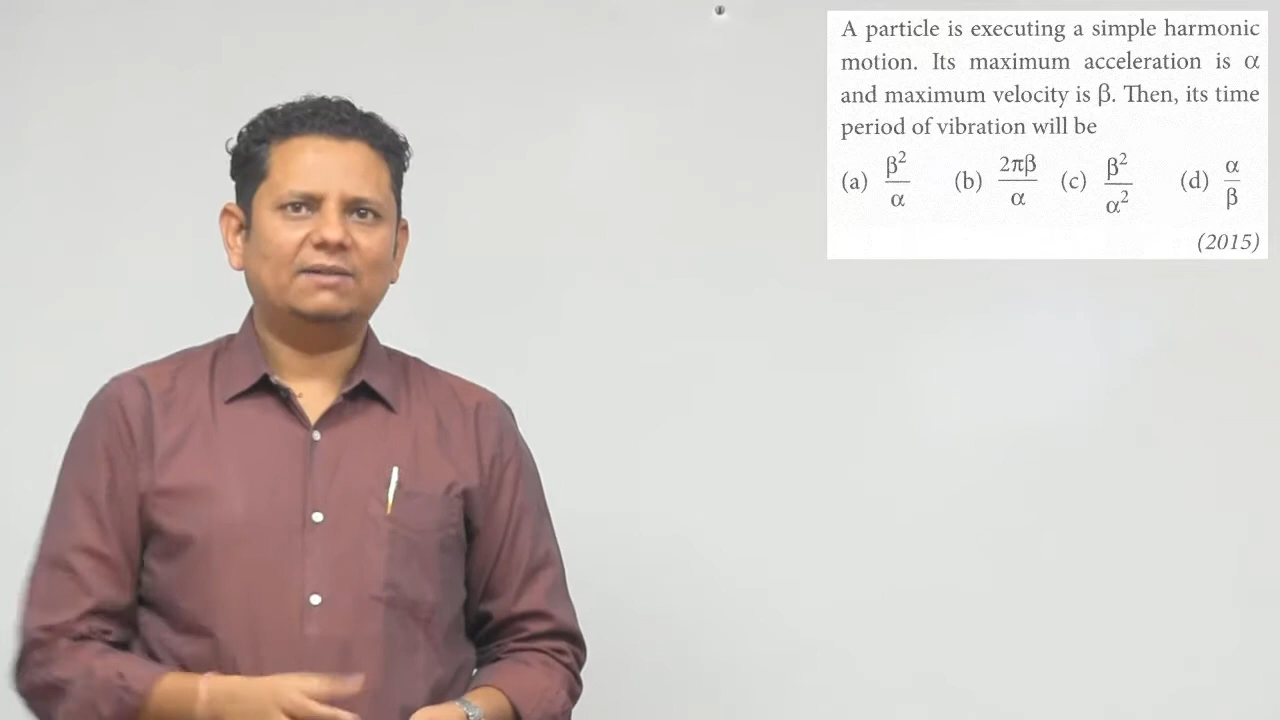 A particle is executing a simple harmonic
motion. Its maximum acceleration is α
and maximum velocity is β. Then, its time
period of vibration will be
(a) β²/α (b) 2πβ/α (c) β²/α² (d) α/β
(2015)